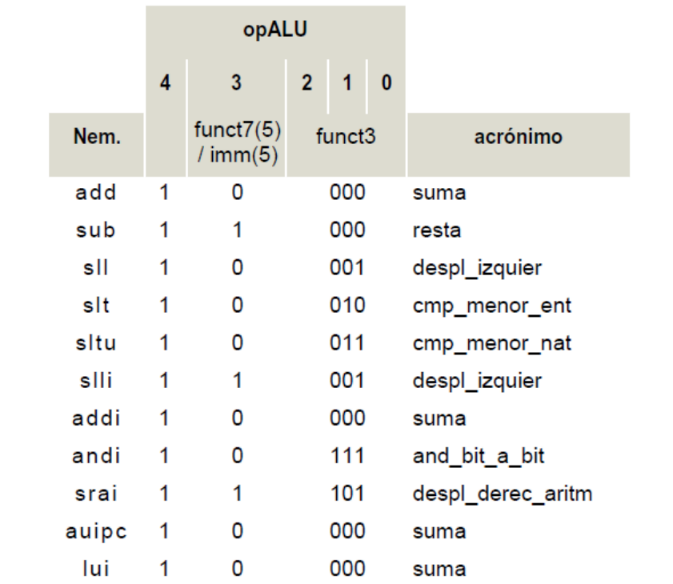 opALU
4 3 2 1 0
Nem. funct7(5) / imm(5) funct3 acrónimo
add 1 0 000 suma
sub 1 1 000 resta
sll 1 0 001 despl_izquier
slt 1 0 010 cmp_menor_ent
sltu 1 0 011 cmp_menor_nat
slli 1 1 001 despl_izquier
addi 1 0 000 suma
andi 1 0 111 and_bit_a_bit
srai 1 1 101 despl_derec_aritm
auipc 1 0 000 suma
lui 1 0 000 suma